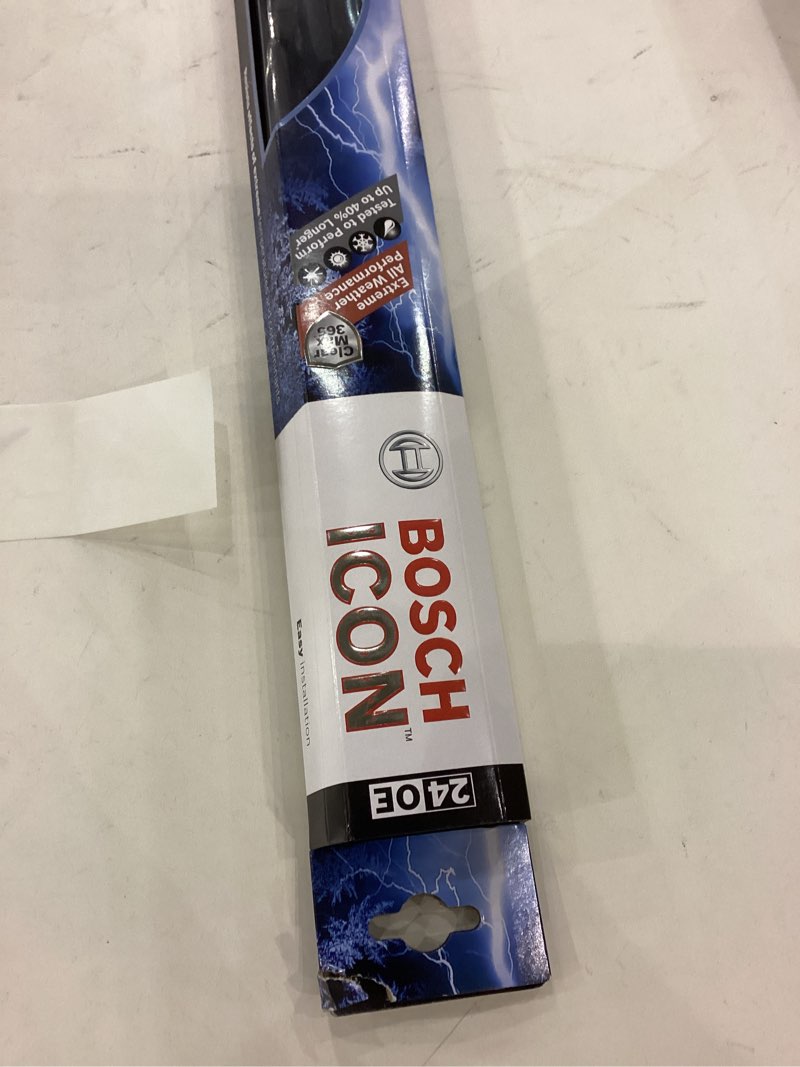 BOSCH
ICON™
24OE
Easy installation
Clear
Max
365
Extreme
All Weather
Performance
Tested to Perform
Up to 40% Longer